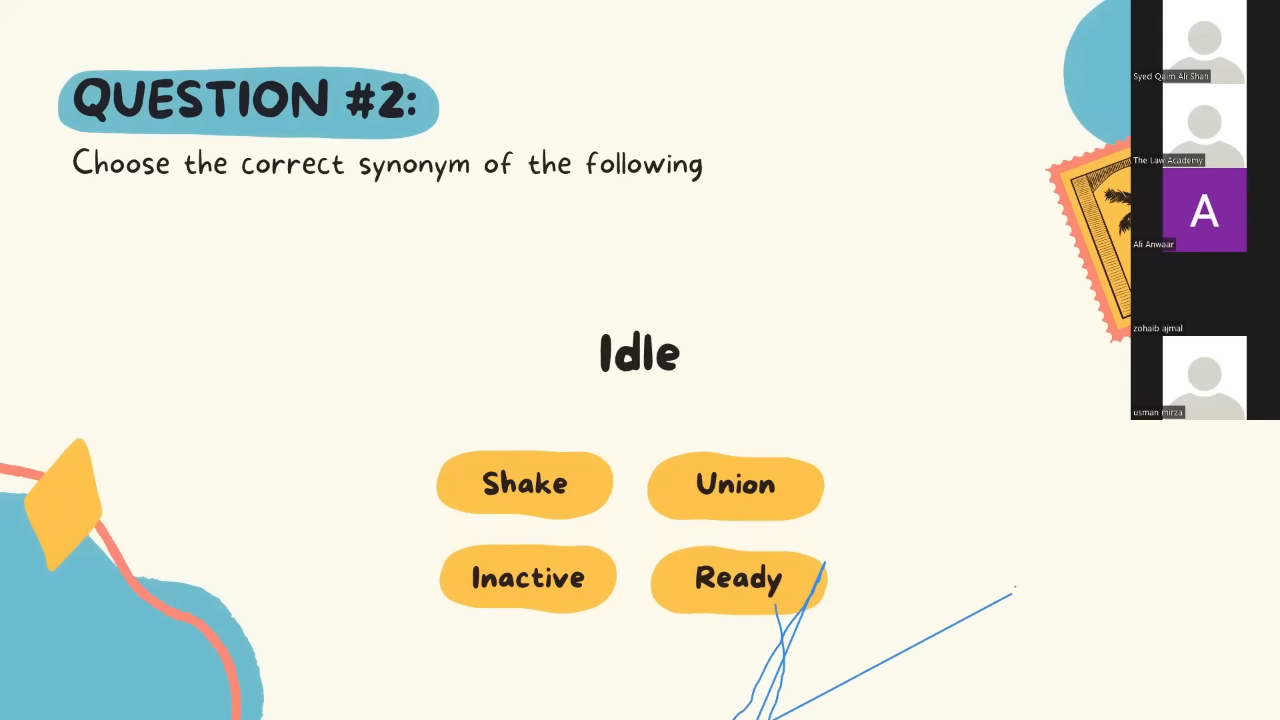 QUESTION #2:
Choose the correct synonym of the following
Idle
Shake
Union
Inactive
Ready
Syed Qaim Ali Shah
The Law Academy
A
Ali Anwaar
zohaib ajmal
usman mirza